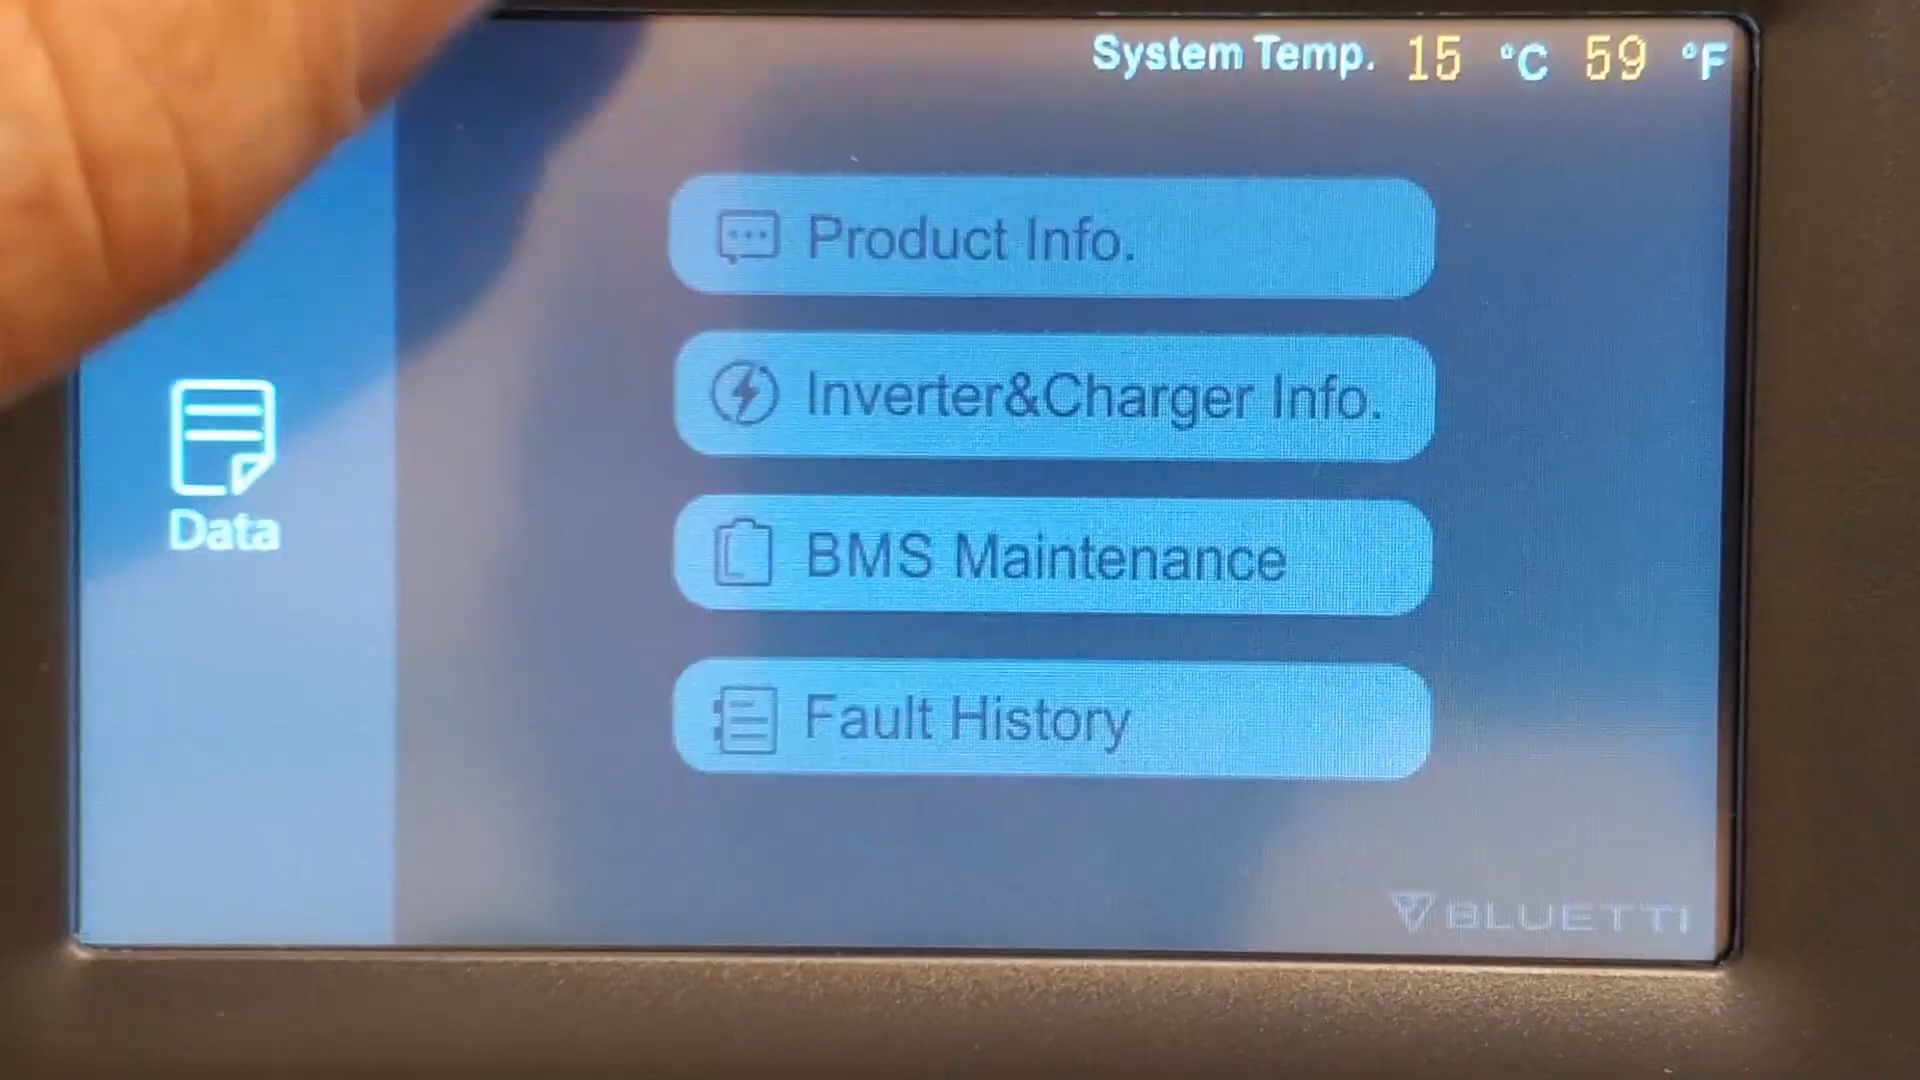 System Temp. 15 °C 59 °F
Product Info.
Inverter&Charger Info.
Data
BMS Maintenance
Fault History
BLUETTI